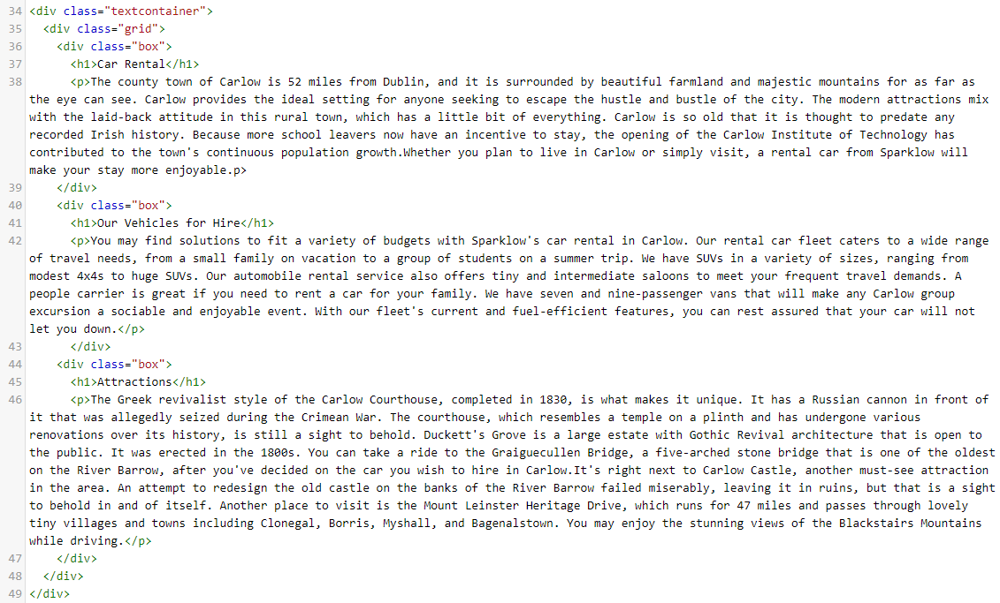 34 <div class="textcontainer">
35   <div class="grid">
36     <div class="box">
37       <h1>Car Rental</h1>
38       <p>The county town of Carlow is 52 miles from Dublin, and it is surrounded by beautiful farmland and majestic mountains for as far as
the eye can see. Carlow provides the ideal setting for anyone seeking to escape the hustle and bustle of the city. The modern attractions mix
with the laid-back attitude in this rural town, which has a little bit of everything. Carlow is so old that it is thought to predate any
recorded Irish history. Because more school leavers now have an incentive to stay, the opening of the Carlow Institute of Technology has
contributed to the town's continuous population growth.Whether you plan to live in Carlow or simply visit, a rental car from Sparklow will
make your stay more enjoyable.p>
39     </div>
40     <div class="box">
41       <h1>Our Vehicles for Hire</h1>
42       <p>You may find solutions to fit a variety of budgets with Sparklow's car rental in Carlow. Our rental car fleet caters to a wide range
of travel needs, from a small family on vacation to a group of students on a summer trip. We have SUVs in a variety of sizes, ranging from
modest 4x4s to huge SUVs. Our automobile rental service also offers tiny and intermediate saloons to meet your frequent travel demands. A
people carrier is great if you need to rent a car for your family. We have seven and nine-passenger vans that will make any Carlow group
excursion a sociable and enjoyable event. With our fleet's current and fuel-efficient features, you can rest assured that your car will not
let you down.</p>
43       </div>
44     <div class="box">
45       <h1>Attractions</h1>
46       <p>The Greek revivalist style of the Carlow Courthouse, completed in 1830, is what makes it unique. It has a Russian cannon in front of
it that was allegedly seized during the Crimean War. The courthouse, which resembles a temple on a plinth and has undergone various
renovations over its history, is still a sight to behold. Duckett's Grove is a large estate with Gothic Revival architecture that is open to
the public. It was erected in the 1800s. You can take a ride to the Graiguecullen Bridge, a five-arched stone bridge that is one of the oldest
on the River Barrow, after you've decided on the car you wish to hire in Carlow.It's right next to Carlow Castle, another must-see attraction
in the area. An attempt to redesign the old castle on the banks of the River Barrow failed miserably, leaving it in ruins, but that is a sight
to behold in and of itself. Another place to visit is the Mount Leinster Heritage Drive, which runs for 47 miles and passes through lovely
tiny villages and towns including Clonegal, Borris, Myshall, and Bagenalstown. You may enjoy the stunning views of the Blackstairs Mountains
while driving.</p>
47     </div>
48   </div>
49 </div>